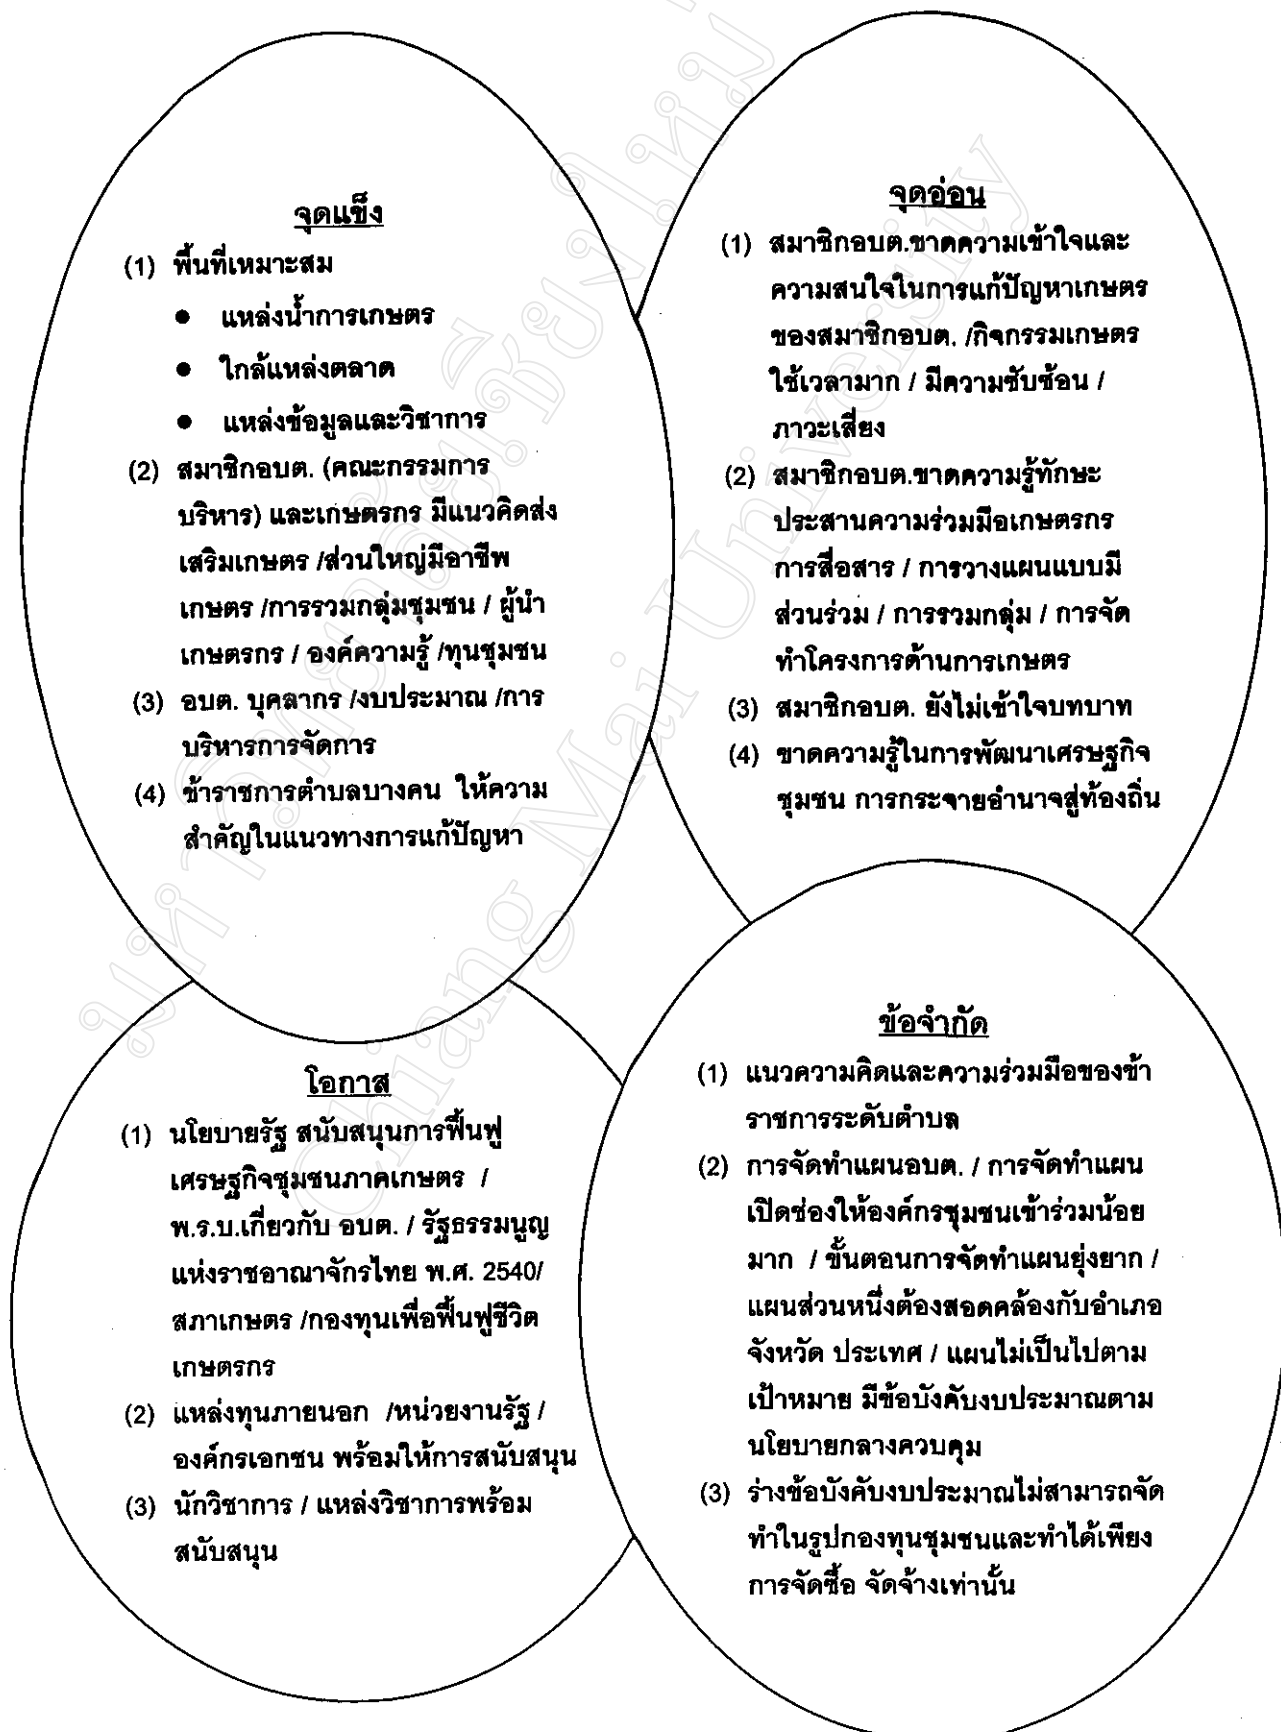 จุดแข็ง
(1) พื้นที่เหมาะสม
● แหล่งน้ำการเกษตร
● ใกล้แหล่งตลาด
● แหล่งข้อมูลและวิชาการ
(2) สมาชิกอบต. (คณะกรรมการ
บริหาร) และเกษตรกร มีแนวคิดส่ง
เสริมเกษตร /ส่วนใหญ่มีอาชีพ
เกษตร /การรวมกลุ่มชุมชน / ผู้นำ
เกษตรกร / องค์ความรู้ /ทุนชุมชน
(3) อบต. บุคลากร /งบประมาณ /การ
บริหารการจัดการ
(4) ข้าราชการตำบลบางคน ให้ความ
สำคัญในแนวทางการแก้ปัญหา
จุดอ่อน
(1) สมาชิกอบต.ขาดความเข้าใจและ
ความสนใจในการแก้ปัญหาเกษตร
ของสมาชิกอบต. /กิจกรรมเกษตร
ใช้เวลามาก / มีความซับซ้อน /
ภาวะเสี่ยง
(2) สมาชิกอบต.ขาดความรู้ทักษะ
ประสานความร่วมมือเกษตรกร
การสื่อสาร / การวางแผนแบบมี
ส่วนร่วม / การรวมกลุ่ม / การจัด
ทำโครงการด้านการเกษตร
(3) สมาชิกอบต. ยังไม่เข้าใจบทบาท
(4) ขาดความรู้ในการพัฒนาเศรษฐกิจ
ชุมชน การกระจายอำนาจสู่ท้องถิ่น
โอกาส
(1) นโยบายรัฐ สนับสนุนการฟื้นฟู
เศรษฐกิจชุมชนภาคเกษตร /
พ.ร.บ.เกี่ยวกับ อบต. / รัฐธรรมนูญ
แห่งราชอาณาจักรไทย พ.ศ. 2540/
สภาเกษตร /กองทุนเพื่อฟื้นฟูชีวิต
เกษตรกร
(2) แหล่งทุนภายนอก /หน่วยงานรัฐ /
องค์กรเอกชน พร้อมให้การสนับสนุน
(3) นักวิชาการ / แหล่งวิชาการพร้อม
สนับสนุน
ข้อจำกัด
(1) แนวความคิดและความร่วมมือของข้า
ราชการระดับตำบล
(2) การจัดทำแผนอบต. / การจัดทำแผน
เปิดช่องให้องค์กรชุมชนเข้าร่วมน้อย
มาก / ขั้นตอนการจัดทำแผนยุ่งยาก /
แผนส่วนหนึ่งต้องสอดคล้องกับอำเภอ
จังหวัด ประเทศ / แผนไม่เป็นไปตาม
เป้าหมาย มีข้อบังคับงบประมาณตาม
นโยบายกลางควบคุม
(3) ร่างข้อบังคับงบประมาณไม่สามารถจัด
ทำในรูปกองทุนชุมชนและทำได้เพียง
การจัดซื้อ จัดจ้างเท่านั้น
มหาวิทยาลัยเชียงใหม่
Chiang Mai University